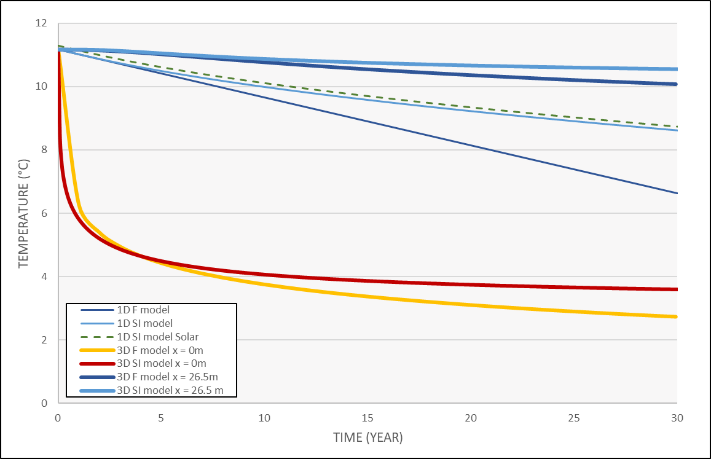 12
10
8
6
4
2
0
TEMPERATURE (°C)
1D F model
1D SI model
1D SI model Solar
3D F model x = 0m
3D SI model x = 0m
3D F model x = 26.5m
3D SI model x = 26.5 m
0 5 10 15 20 25 30
TIME (YEAR)